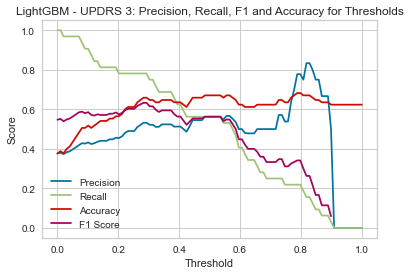 LightGBM - UPDRS 3: Precision, Recall, F1 and Accuracy for Thresholds
1.0
0.8
0.6
0.4
0.2
0.0
Score
Precision
Recall
Accuracy
F1 Score
0.0 0.2 0.4 0.6 0.8 1.0
Threshold